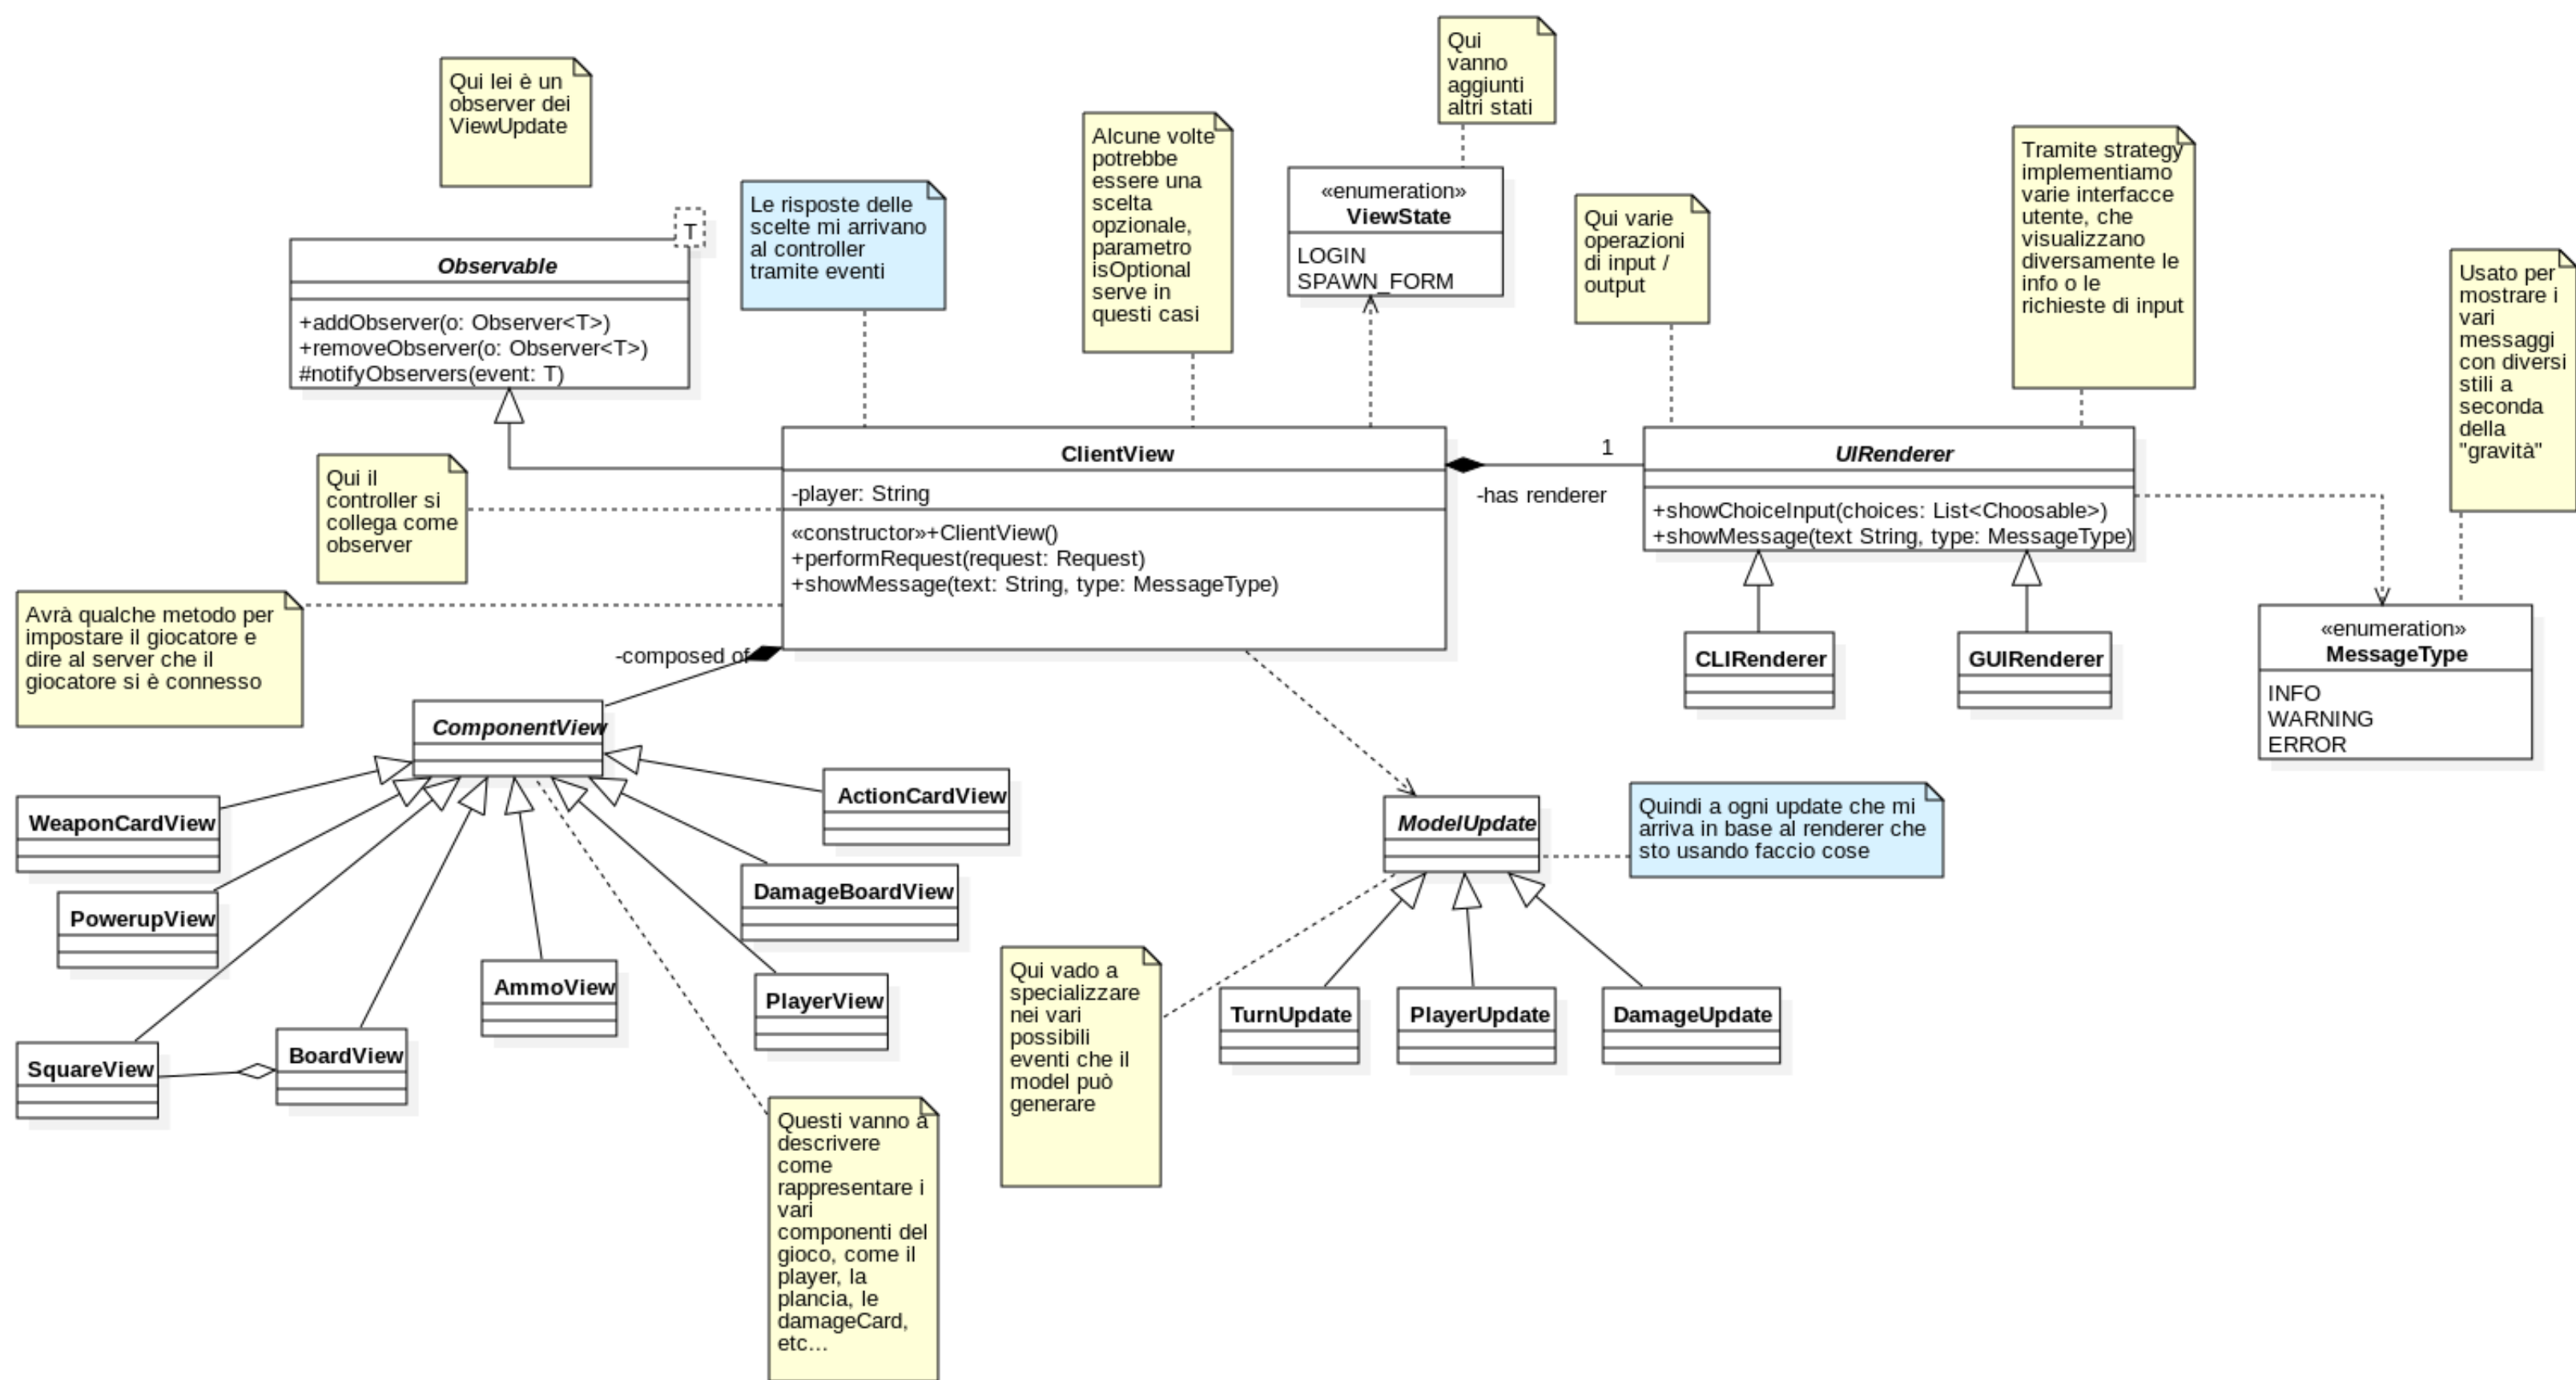 Qui
vanno
aggiunti
altri stati
Qui lei è un
observer dei
ViewUpdate
Alcune volte
potrebbe
essere una
scelta
opzionale,
parametro
isOptional
serve in
questi casi
Tramite strategy
implementiamo
varie interfacce
utente, che
visualizzano
diversamente le
info o le
richieste di input
Le risposte delle
scelte mi arrivano
al controller
tramite eventi
«enumeration»
ViewState
LOGIN
SPAWN_FORM
Qui varie
operazioni
di input /
output
T
Observable
+addObserver(o: Observer<T>)
+removeObserver(o: Observer<T>)
#notifyObservers(event: T)
Usato per
mostrare i
vari
messaggi
con diversi
stili a
seconda
della
"gravità"
Qui il
controller si
collega come
observer
ClientView
-player: String
«constructor»+ClientView()
+performRequest(request: Request)
+showMessage(text: String, type: MessageType)
1
-has renderer
UIRenderer
+showChoiceInput(choices: List<Choosable>)
+showMessage(text String, type: MessageType)
Avrà qualche metodo per
impostare il giocatore e
dire al server che il
giocatore si è connesso
-composed of
CLIRenderer
GUIRenderer
«enumeration»
MessageType
INFO
WARNING
ERROR
ComponentView
WeaponCardView
ActionCardView
ModelUpdate
Quindi a ogni update che mi
arriva in base al renderer che
sto usando faccio cose
PowerupView
DamageBoardView
AmmoView
PlayerView
SquareView
BoardView
Qui vado a
specializzare
nei vari
possibili
eventi che il
model può
generare
TurnUpdate
PlayerUpdate
DamageUpdate
Questi vanno a
descrivere
come
rappresentare i
vari
componenti del
gioco, come il
player, la
plancia, le
damageCard,
etc...